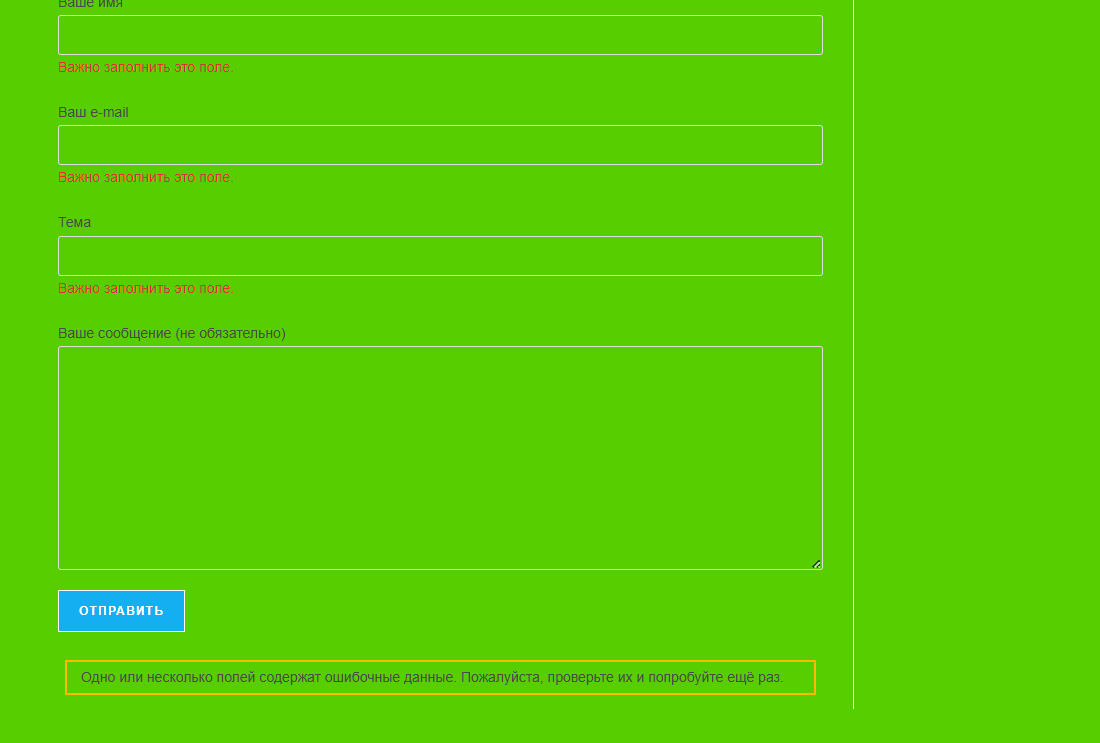 Ваше имя
Важно заполнить это поле.
Ваш e-mail
Важно заполнить это поле.
Тема
Важно заполнить это поле.
Ваше сообщение (не обязательно)
ОТПРАВИТЬ
Одно или несколько полей содержат ошибочные данные. Пожалуйста, проверьте их и попробуйте ещё раз.